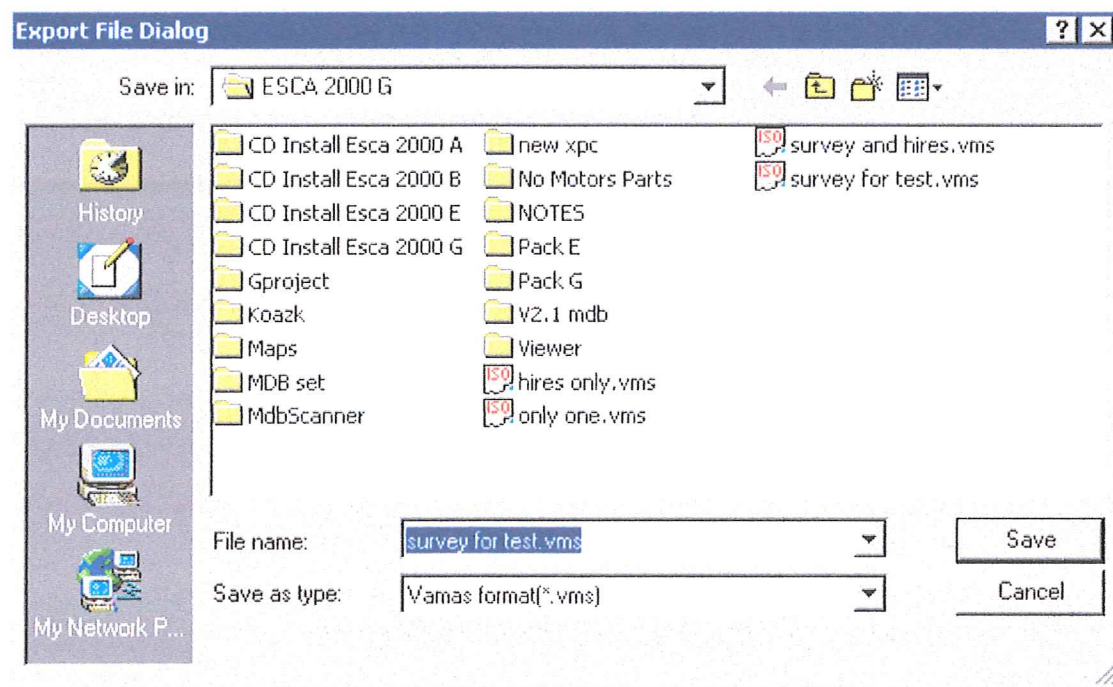 Export File Dialog
Save in:
ESCA 2000 G
History
Desktop
My Documents
My Computer
My Network P...
CD Install Esca 2000 A
CD Install Esca 2000 B
CD Install Esca 2000 E
CD Install Esca 2000 G
Gproject
Koazk
Maps
MDB set
MdbScanner
new xpc
No Motors Parts
NOTES
Pack E
Pack G
V2.1 mdb
Viewer
ISO hires only.vms
ISO only one.vms
ISO survey and hires.vms
ISO survey for test.vms
File name:
survey for test.vms
Save
Save as type:
Vamas format(*.vms)
Cancel